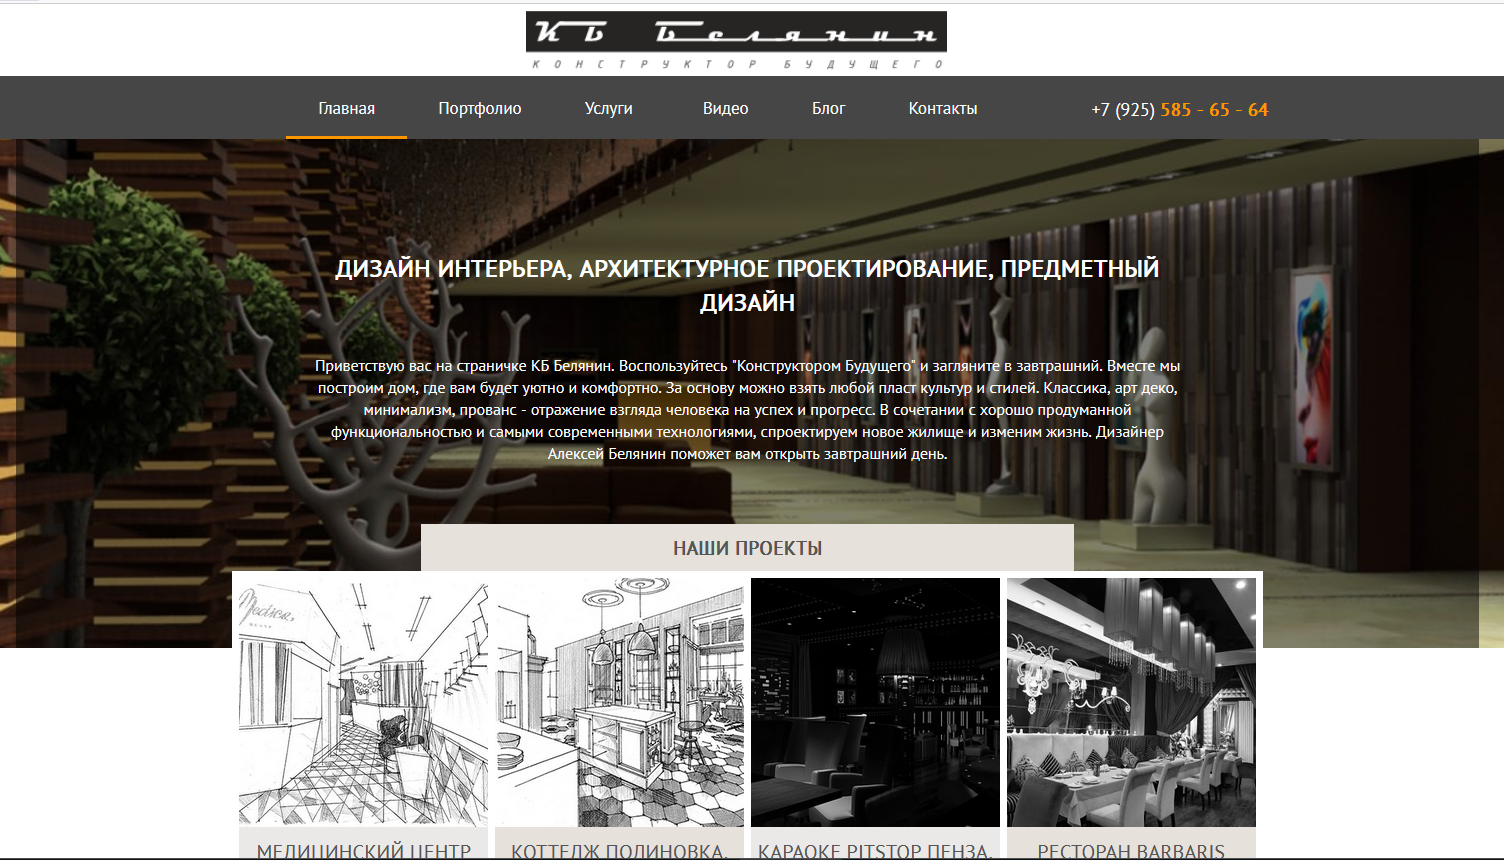 КБ Белянин
КОНСТРУКТОР БУДУЩЕГО
Главная Портфолио Услуги Видео Блог Контакты +7 (925) 585 - 65 - 64
ДИЗАЙН ИНТЕРЬЕРА, АРХИТЕКТУРНОЕ ПРОЕКТИРОВАНИЕ, ПРЕДМЕТНЫЙ
ДИЗАЙН
Приветствую вас на страничке КБ Белянин. Воспользуйтесь "Конструктором Будущего" и загляните в завтрашний. Вместе мы
построим дом, где вам будет уютно и комфортно. За основу можно взять любой пласт культур и стилей. Классика, арт деко,
минимализм, прованс - отражение взгляда человека на успех и прогресс. В сочетании с хорошо продуманной
функциональностью и самыми современными технологиями, спроектируем новое жилище и изменим жизнь. Дизайнер
Алексей Белянин поможет вам открыть завтрашний день.
НАШИ ПРОЕКТЫ
Medica
МЕДИЦИНСКИЙ ЦЕНТР КОТТЕДЖ ПОЛИНОВКА. КАРАОКЕ PITSTOP ПЕНЗА. РЕСТОРАН BARBARIS